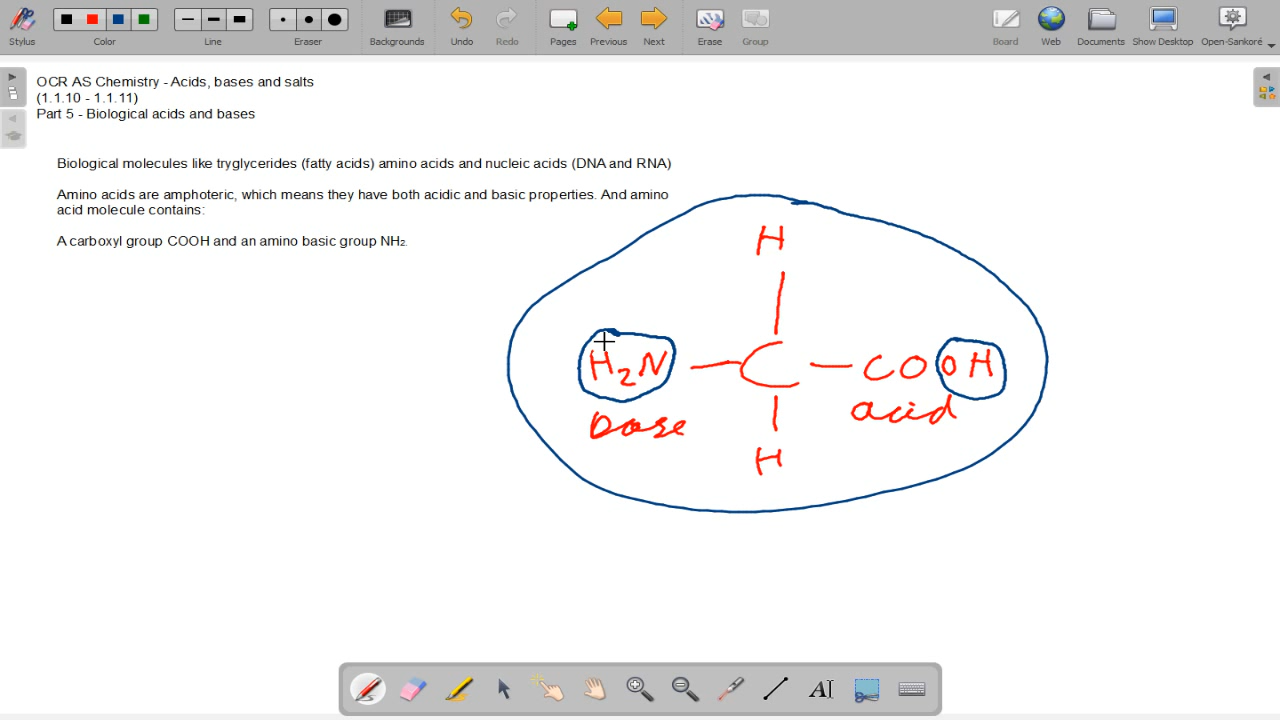 Stylus
Color
Line
Eraser
Backgrounds
Undo
Redo
Pages
Previous
Next
Erase
Group
Board
Web
Documents
Show Desktop
Open-Sankoré
OCR AS Chemistry - Acids, bases and salts
(1.1.10 - 1.1.11)
Part 5 - Biological acids and bases
Biological molecules like tryglycerides (fatty acids) amino acids and nucleic acids (DNA and RNA)
Amino acids are amphoteric, which means they have both acidic and basic properties. And amino
acid molecule contains:
A carboxyl group COOH and an amino basic group NH₂.
H
H₂N — C — COOH
base acid
H
AI